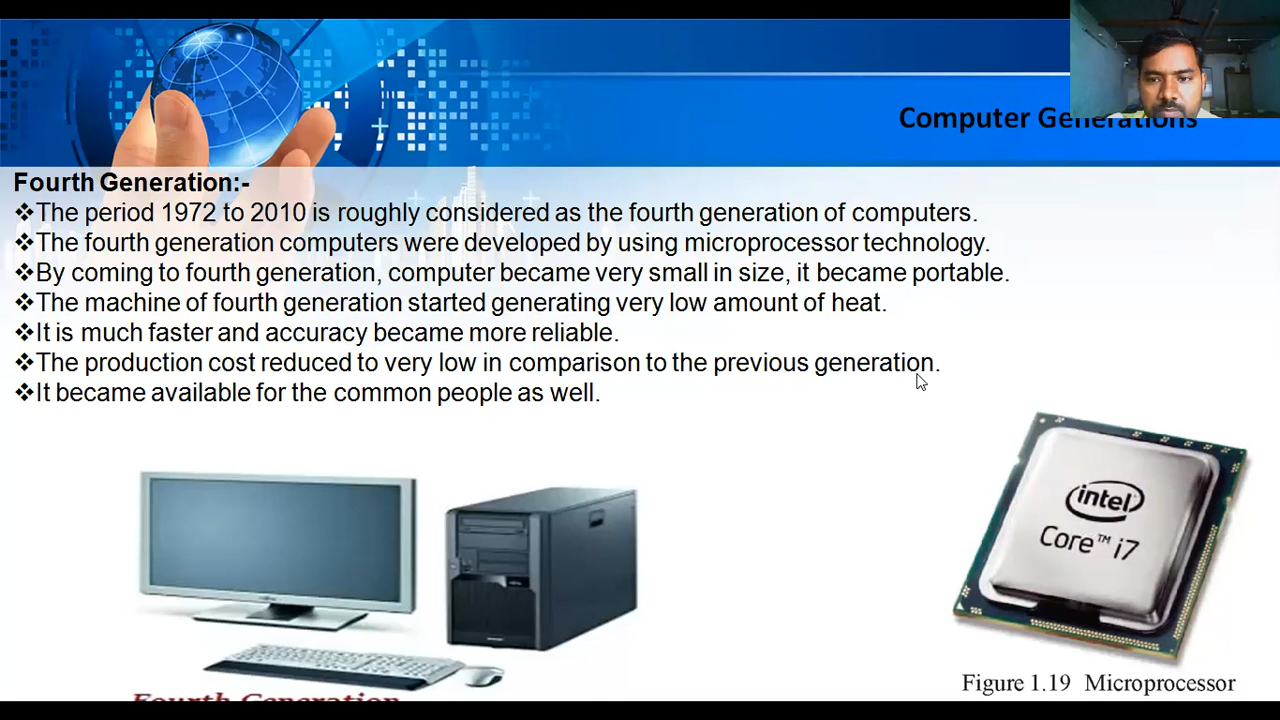 Computer Generations
Fourth Generation:-
❖The period 1972 to 2010 is roughly considered as the fourth generation of computers.
❖The fourth generation computers were developed by using microprocessor technology.
❖By coming to fourth generation, computer became very small in size, it became portable.
❖The machine of fourth generation started generating very low amount of heat.
❖It is much faster and accuracy became more reliable.
❖The production cost reduced to very low in comparison to the previous generation.
❖It became available for the common people as well.
intel
Core™ i7
Figure 1.19 Microprocessor
Fourth Generation